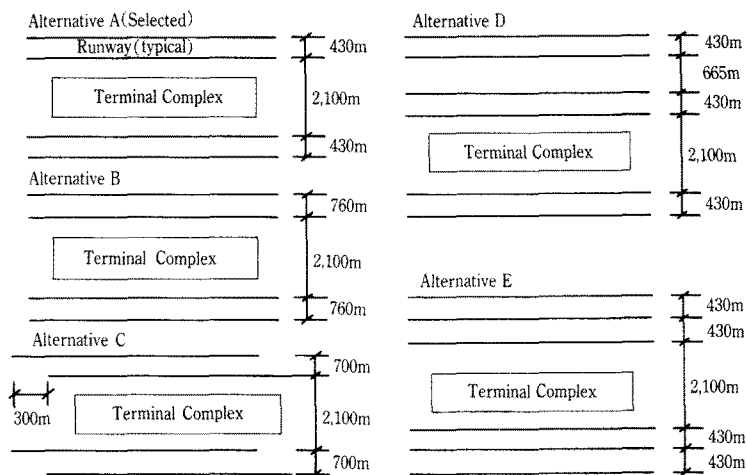 Alternative A(Selected)
Runway(typical)
430m
Terminal Complex
2,100m
430m
Alternative B
760m
Terminal Complex
2,100m
760m
Alternative C
700m
300m
Terminal Complex
2,100m
700m
Alternative D
430m
665m
430m
Terminal Complex
2,100m
430m
Alternative E
430m
430m
Terminal Complex
2,100m
430m
430m